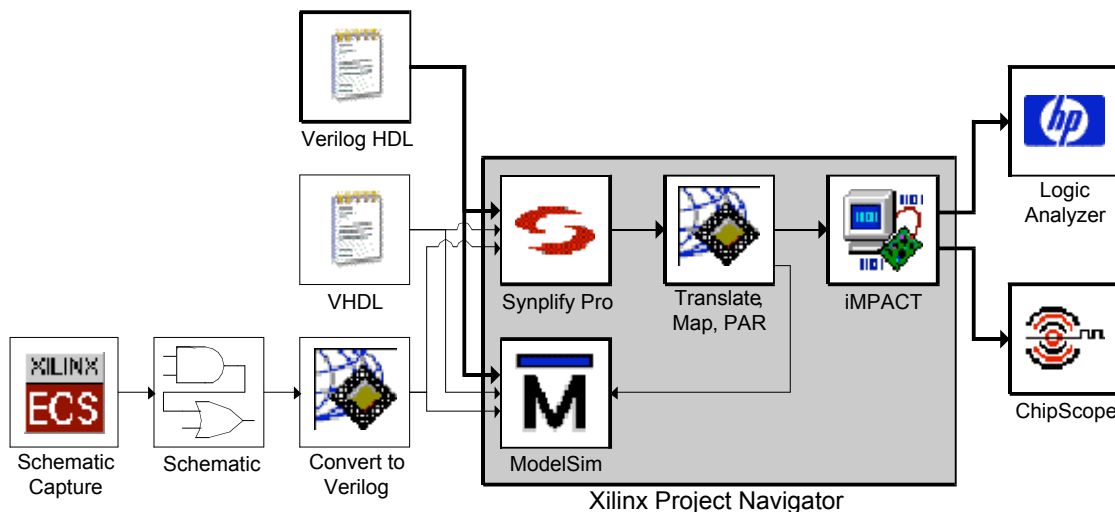 Verilog HDL
hp
Logic
Analyzer
VHDL
Synplify Pro
Translate,
Map, PAR
1101
iMPACT
XILINX
ECS
M
ChipScope
Schematic
Capture
Schematic
Convert to
Verilog
ModelSim
Xilinx Project Navigator